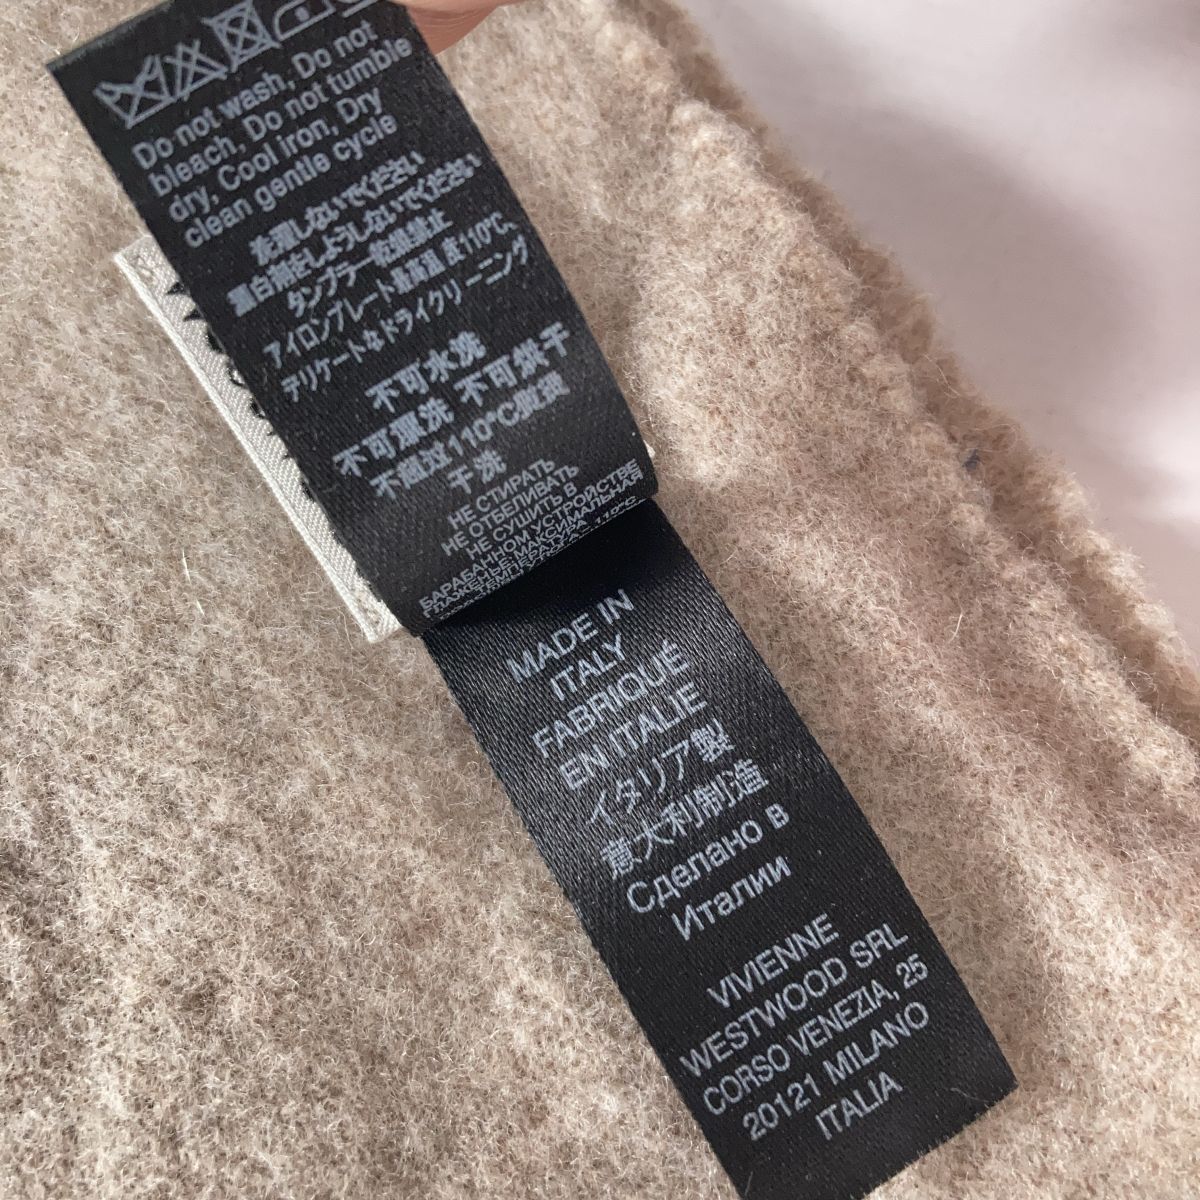 Do not wash, Do not
bleach, Do not tumble
dry, Cool iron, Dry
clean gentle cycle
洗濯しないでください
漂白剤をしようしないでください
タンブラー乾燥禁止
アイロンプレート最高温度110℃、
デリケートなドライクリーニング
不可水洗
不可漂洗 不可烘干
不超过110°C熨烫
干洗
НЕ СТИРАТЬ
НЕ ОТБЕЛИВАТЬ
НЕ СУШИТЬ В
БАРАБАННОМ УСТРОЙСТВЕ
ГЛАЖЕНЬЕ: МАКСИМАЛЬНАЯ
110°C
MADE IN
ITALY
FABRIQUÉ
EN ITALIE
イタリア製
意大利制造
Сделано в
Италии
VIVIENNE
WESTWOOD SRL
CORSO VENEZIA, 25
20121 MILANO
ITALIA